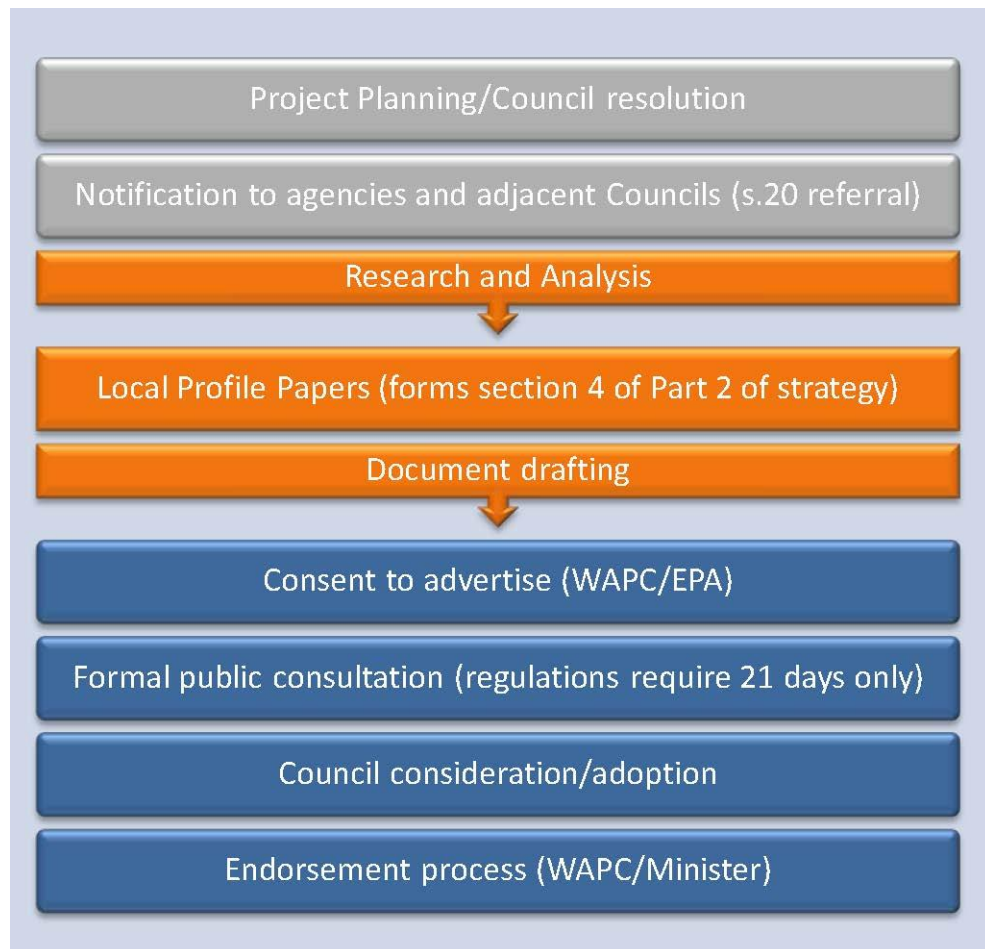 Project Planning/Council resolution
Notification to agencies and adjacent Councils (s.20 referral)
Research and Analysis
Local Profile Papers (forms section 4 of Part 2 of strategy)
Document drafting
Consent to advertise (WAPC/EPA)
Formal public consultation (regulations require 21 days only)
Council consideration/adoption
Endorsement process (WAPC/Minister)